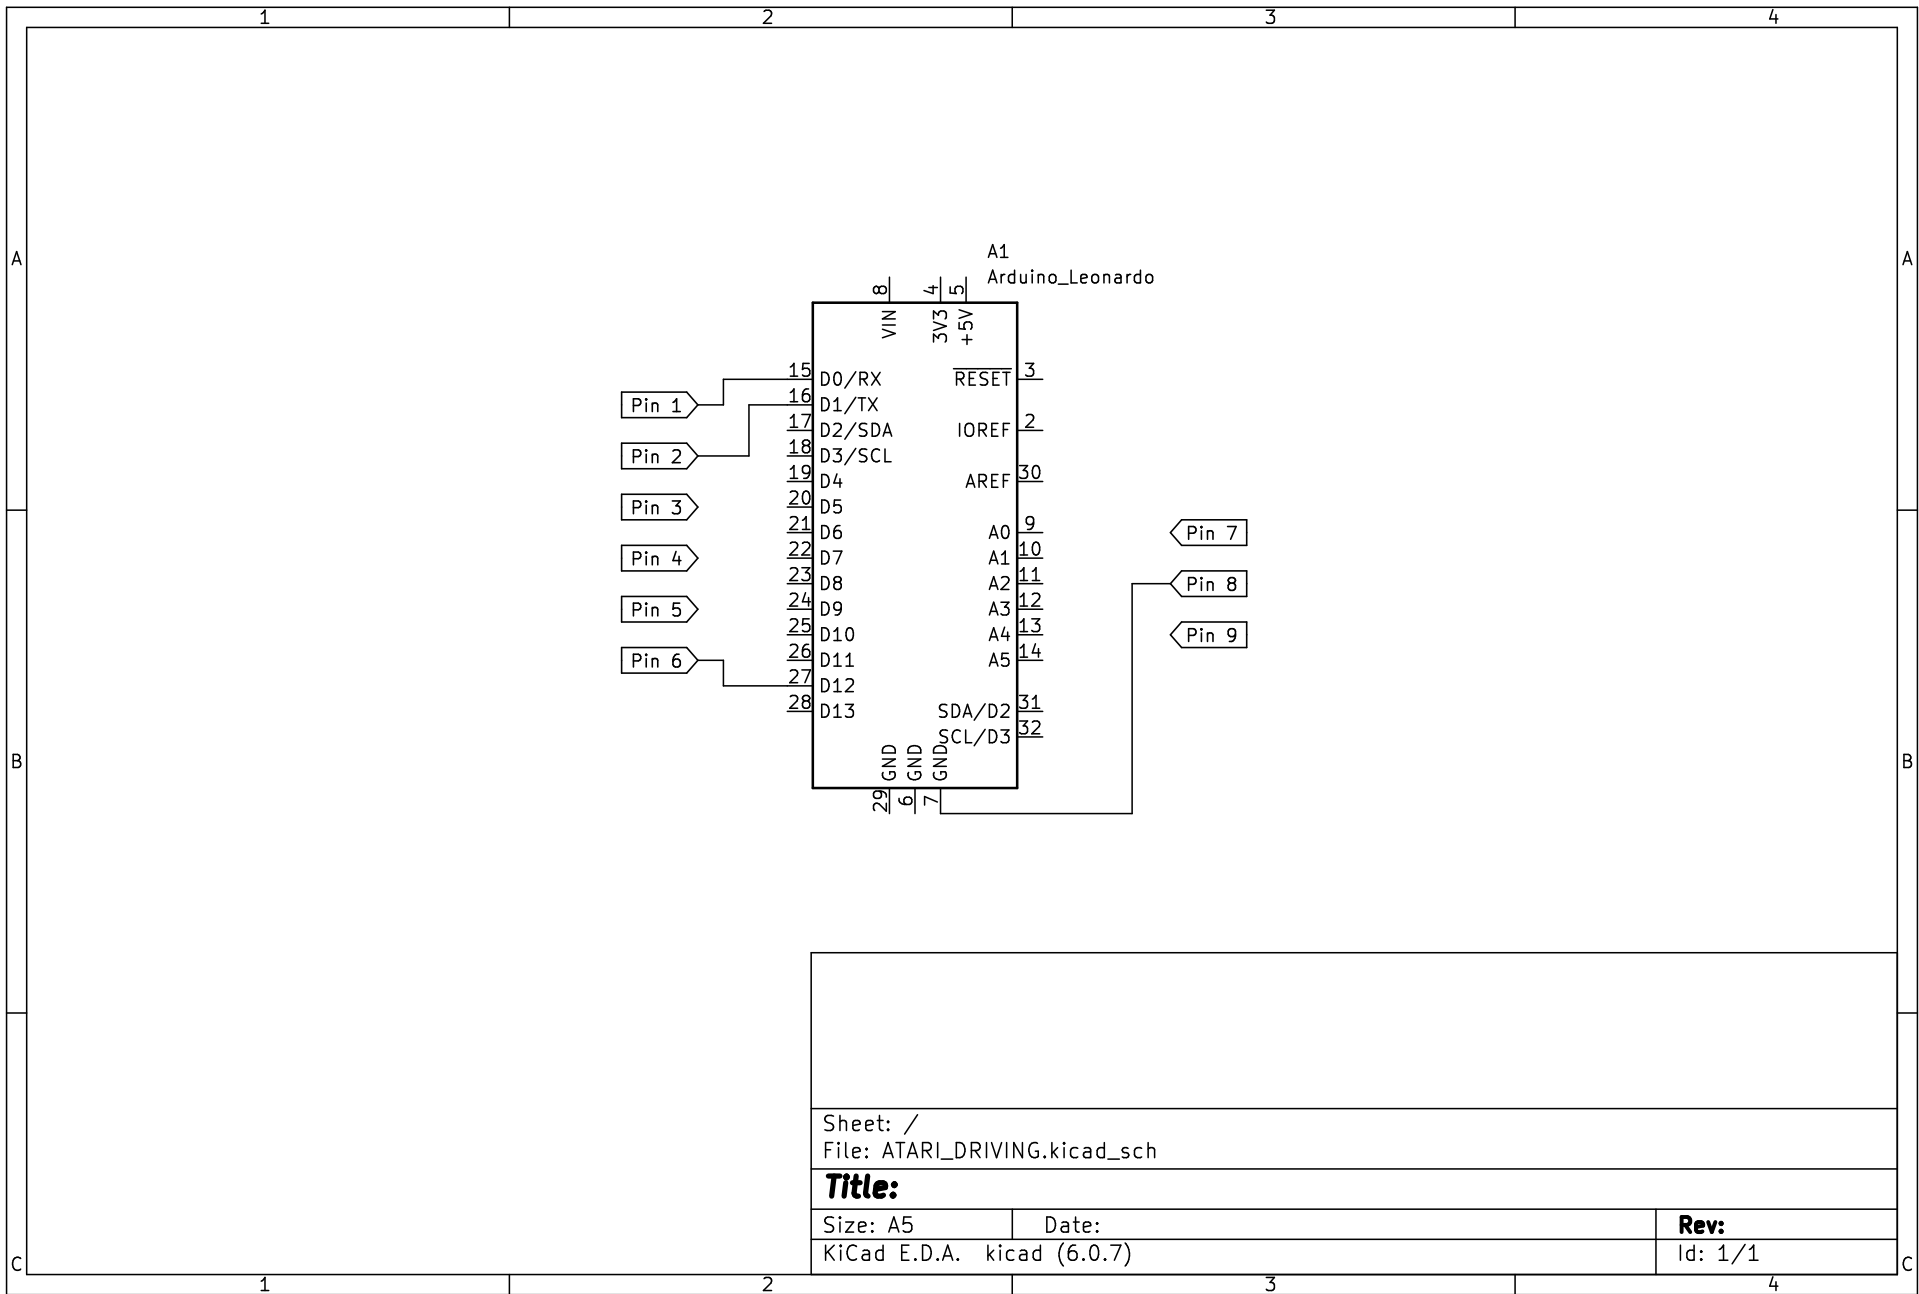 1 2 3 4
A A
A1
Arduino_Leonardo
8 4 5
VIN 3V3 +5V
15 D0/RX RESET 3
Pin 1 16 D1/TX
17 D2/SDA IOREF 2
Pin 2 18 D3/SCL
19 D4 AREF 30
Pin 3 20 D5
21 D6 A0 9 Pin 7
Pin 4 22 D7 A1 10
23 D8 A2 11 Pin 8
Pin 5 24 D9 A3 12
25 D10 A4 13 Pin 9
Pin 6 26 D11 A5 14
27 D12
28 D13 SDA/D2 31
SCL/D3 32
GND GND GND
29 6 7
B B
Sheet: /
File: ATARI_DRIVING.kicad_sch
Title:
Size: A5 Date: Rev:
KiCad E.D.A. kicad (6.0.7) Id: 1/1
C C
1 2 3 4